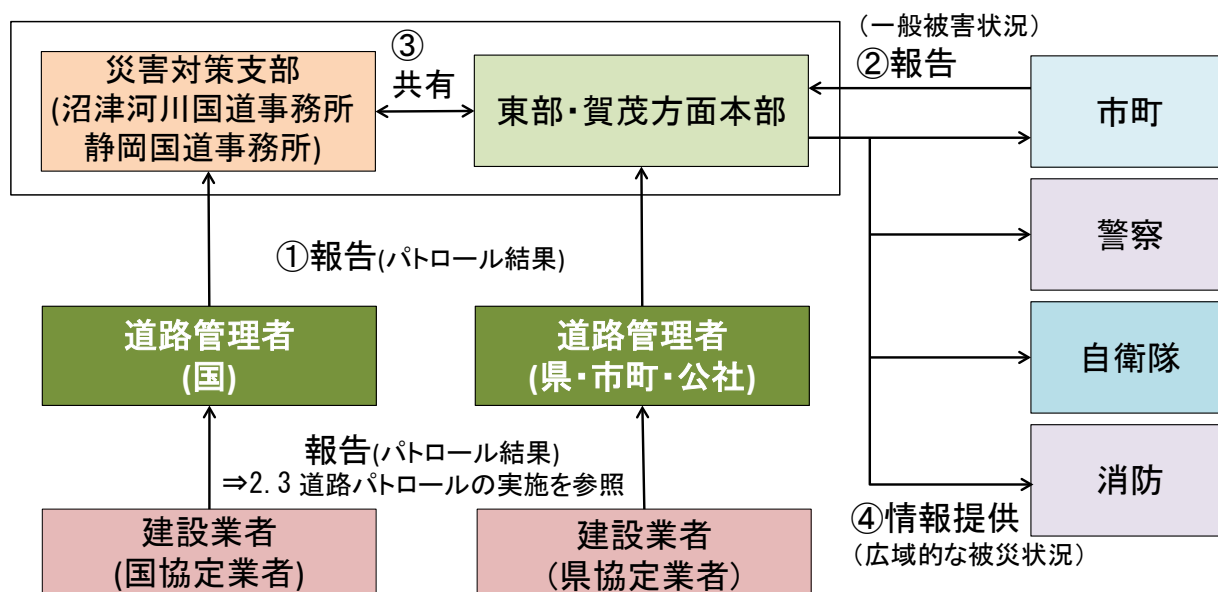 災害対策支部
(沼津河川国道事務所
静岡国道事務所)
③
共有
東部・賀茂方面本部
（一般被害状況）
②報告
市町
警察
自衛隊
消防
①報告(パトロール結果)
道路管理者
(国)
道路管理者
(県・市町・公社)
報告(パトロール結果)
⇒2.3 道路パトロールの実施を参照
④情報提供
（広域的な被災状況）
建設業者
(国協定業者)
建設業者
（県協定業者）